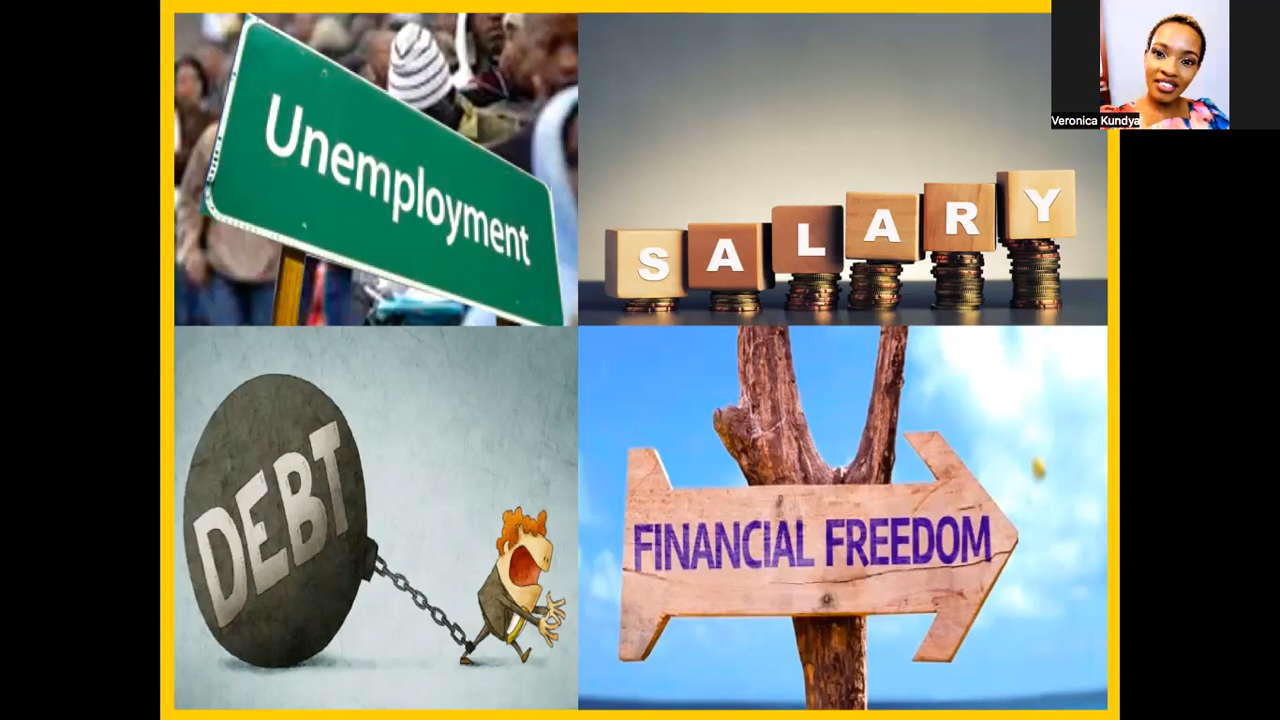 Unemployment
SALARY
Veronica Kundya
DEBT
FINANCIAL FREEDOM